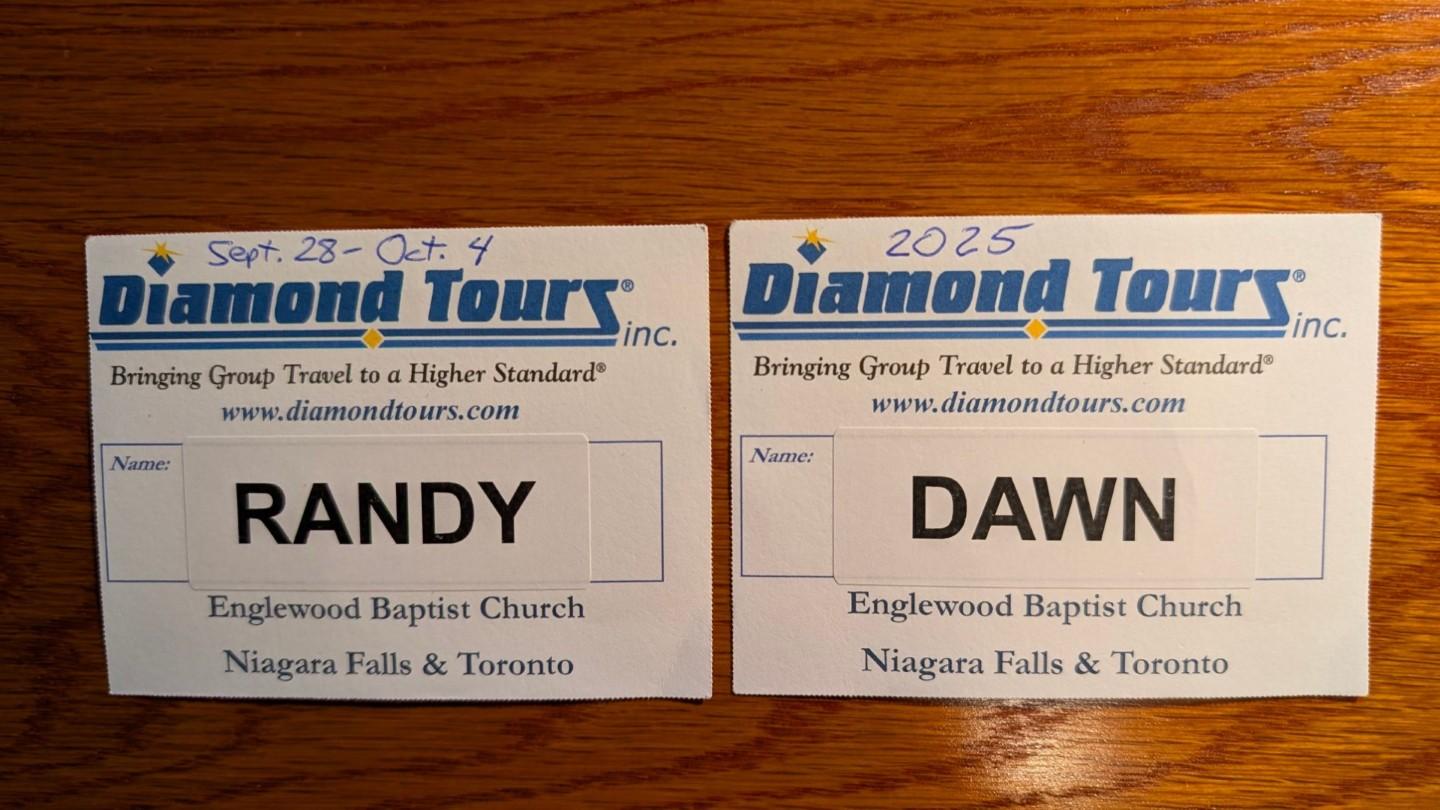 Sept. 28 - Oct. 4
Diamond Tours® inc.
Bringing Group Travel to a Higher Standard®
www.diamondtours.com
Name:
RANDY
Englewood Baptist Church
Niagara Falls & Toronto
2025
Diamond Tours® inc.
Bringing Group Travel to a Higher Standard®
www.diamondtours.com
Name:
DAWN
Englewood Baptist Church
Niagara Falls & Toronto